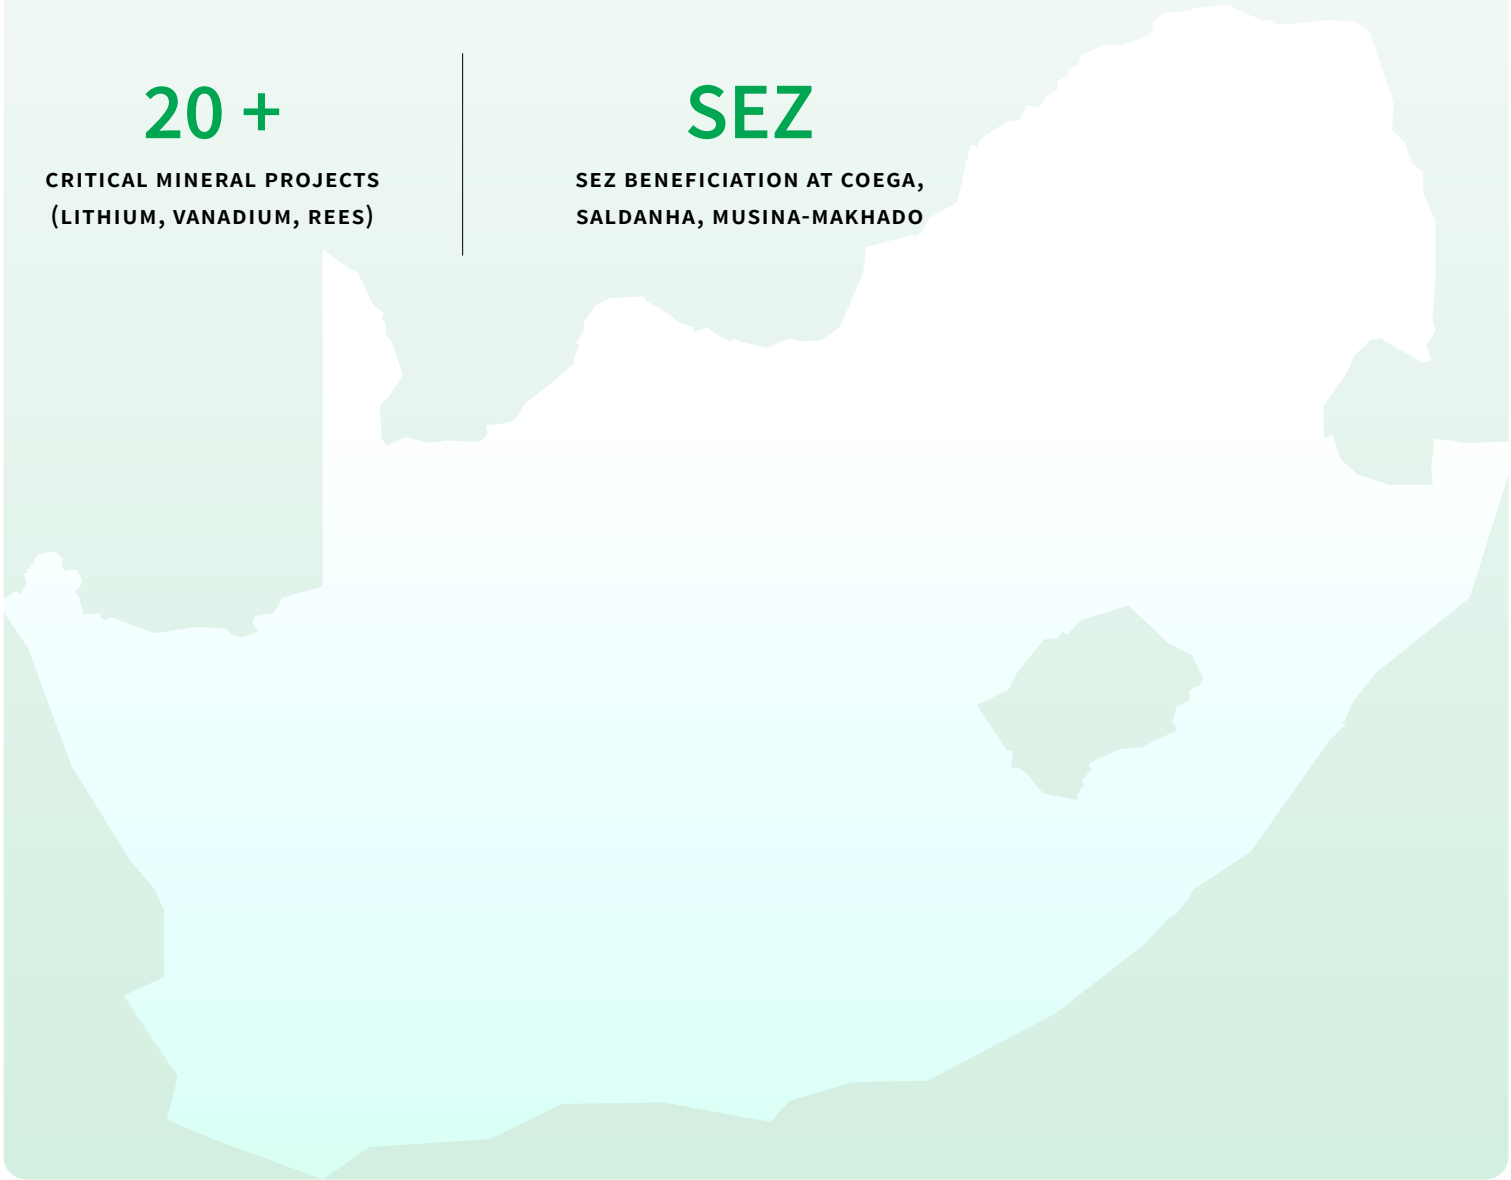 20 +
CRITICAL MINERAL PROJECTS
(LITHIUM, VANADIUM, REES)
SEZ
SEZ BENEFICIATION AT COEGA,
SALDANHA, MUSINA-MAKHADO